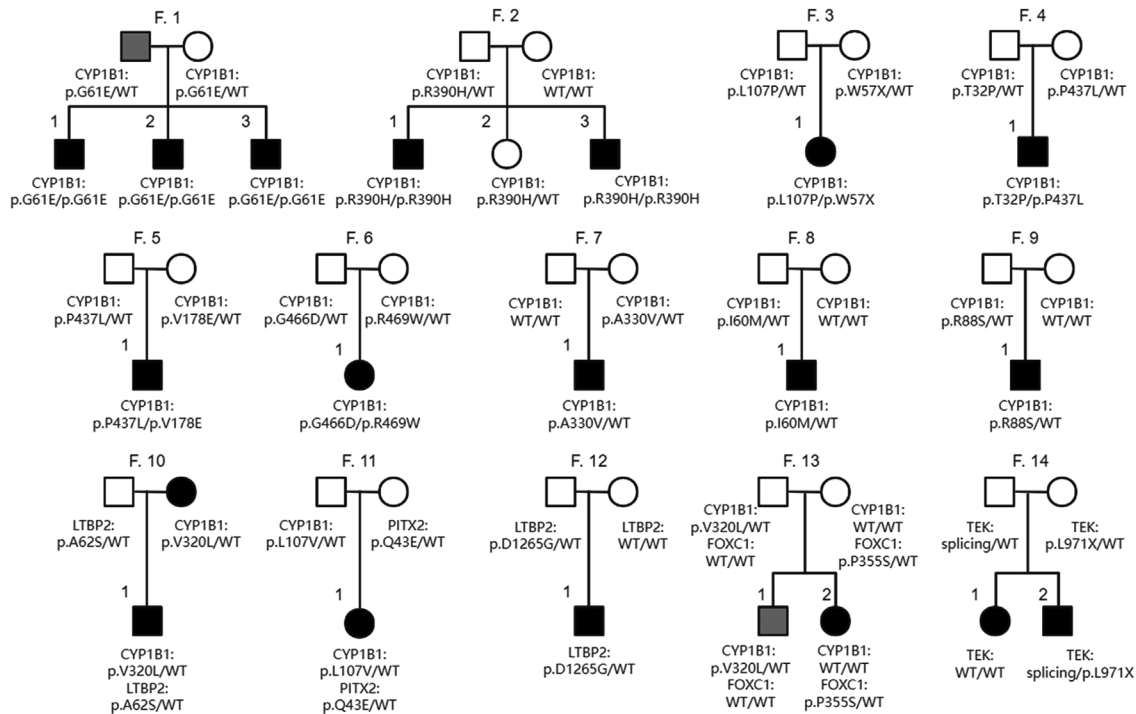 F. 1
CYP1B1: CYP1B1:
p.G61E/WT p.G61E/WT
1 2 3
CYP1B1: CYP1B1: CYP1B1:
p.G61E/p.G61E p.G61E/p.G61E p.G61E/p.G61E
F. 2
CYP1B1: CYP1B1:
p.R390H/WT WT/WT
1 2 3
CYP1B1: CYP1B1: CYP1B1:
p.R390H/p.R390H p.R390H/WT p.R390H/p.R390H
F. 3
CYP1B1: CYP1B1:
p.L107P/WT p.W57X/WT
1
CYP1B1:
p.L107P/p.W57X
F. 4
CYP1B1: CYP1B1:
p.T32P/WT p.P437L/WT
1
CYP1B1:
p.T32P/p.P437L
F. 5
CYP1B1: CYP1B1:
p.P437L/WT p.V178E/WT
1
CYP1B1:
p.P437L/p.V178E
F. 6
CYP1B1: CYP1B1:
p.G466D/WT p.R469W/WT
1
CYP1B1:
p.G466D/p.R469W
F. 7
CYP1B1: CYP1B1:
WT/WT p.A330V/WT
1
CYP1B1:
p.A330V/WT
F. 8
CYP1B1: CYP1B1:
p.I60M/WT WT/WT
1
CYP1B1:
p.I60M/WT
F. 9
CYP1B1: CYP1B1:
p.R88S/WT WT/WT
1
CYP1B1:
p.R88S/WT
F. 10
LTBP2: CYP1B1:
p.A62S/WT p.V320L/WT
1
CYP1B1:
p.V320L/WT
LTBP2:
p.A62S/WT
F. 11
CYP1B1: PITX2:
p.L107V/WT p.Q43E/WT
1
CYP1B1:
p.L107V/WT
PITX2:
p.Q43E/WT
F. 12
LTBP2: LTBP2:
p.D1265G/WT WT/WT
1
LTBP2:
p.D1265G/WT
F. 13
CYP1B1: CYP1B1:
p.V320L/WT WT/WT
FOXC1: FOXC1:
WT/WT p.P355S/WT
1 2
CYP1B1: CYP1B1:
p.V320L/WT WT/WT
FOXC1: FOXC1:
WT/WT p.P355S/WT
F. 14
TEK: TEK:
splicing/WT p.L971X/WT
1 2
TEK: TEK:
WT/WT splicing/p.L971X